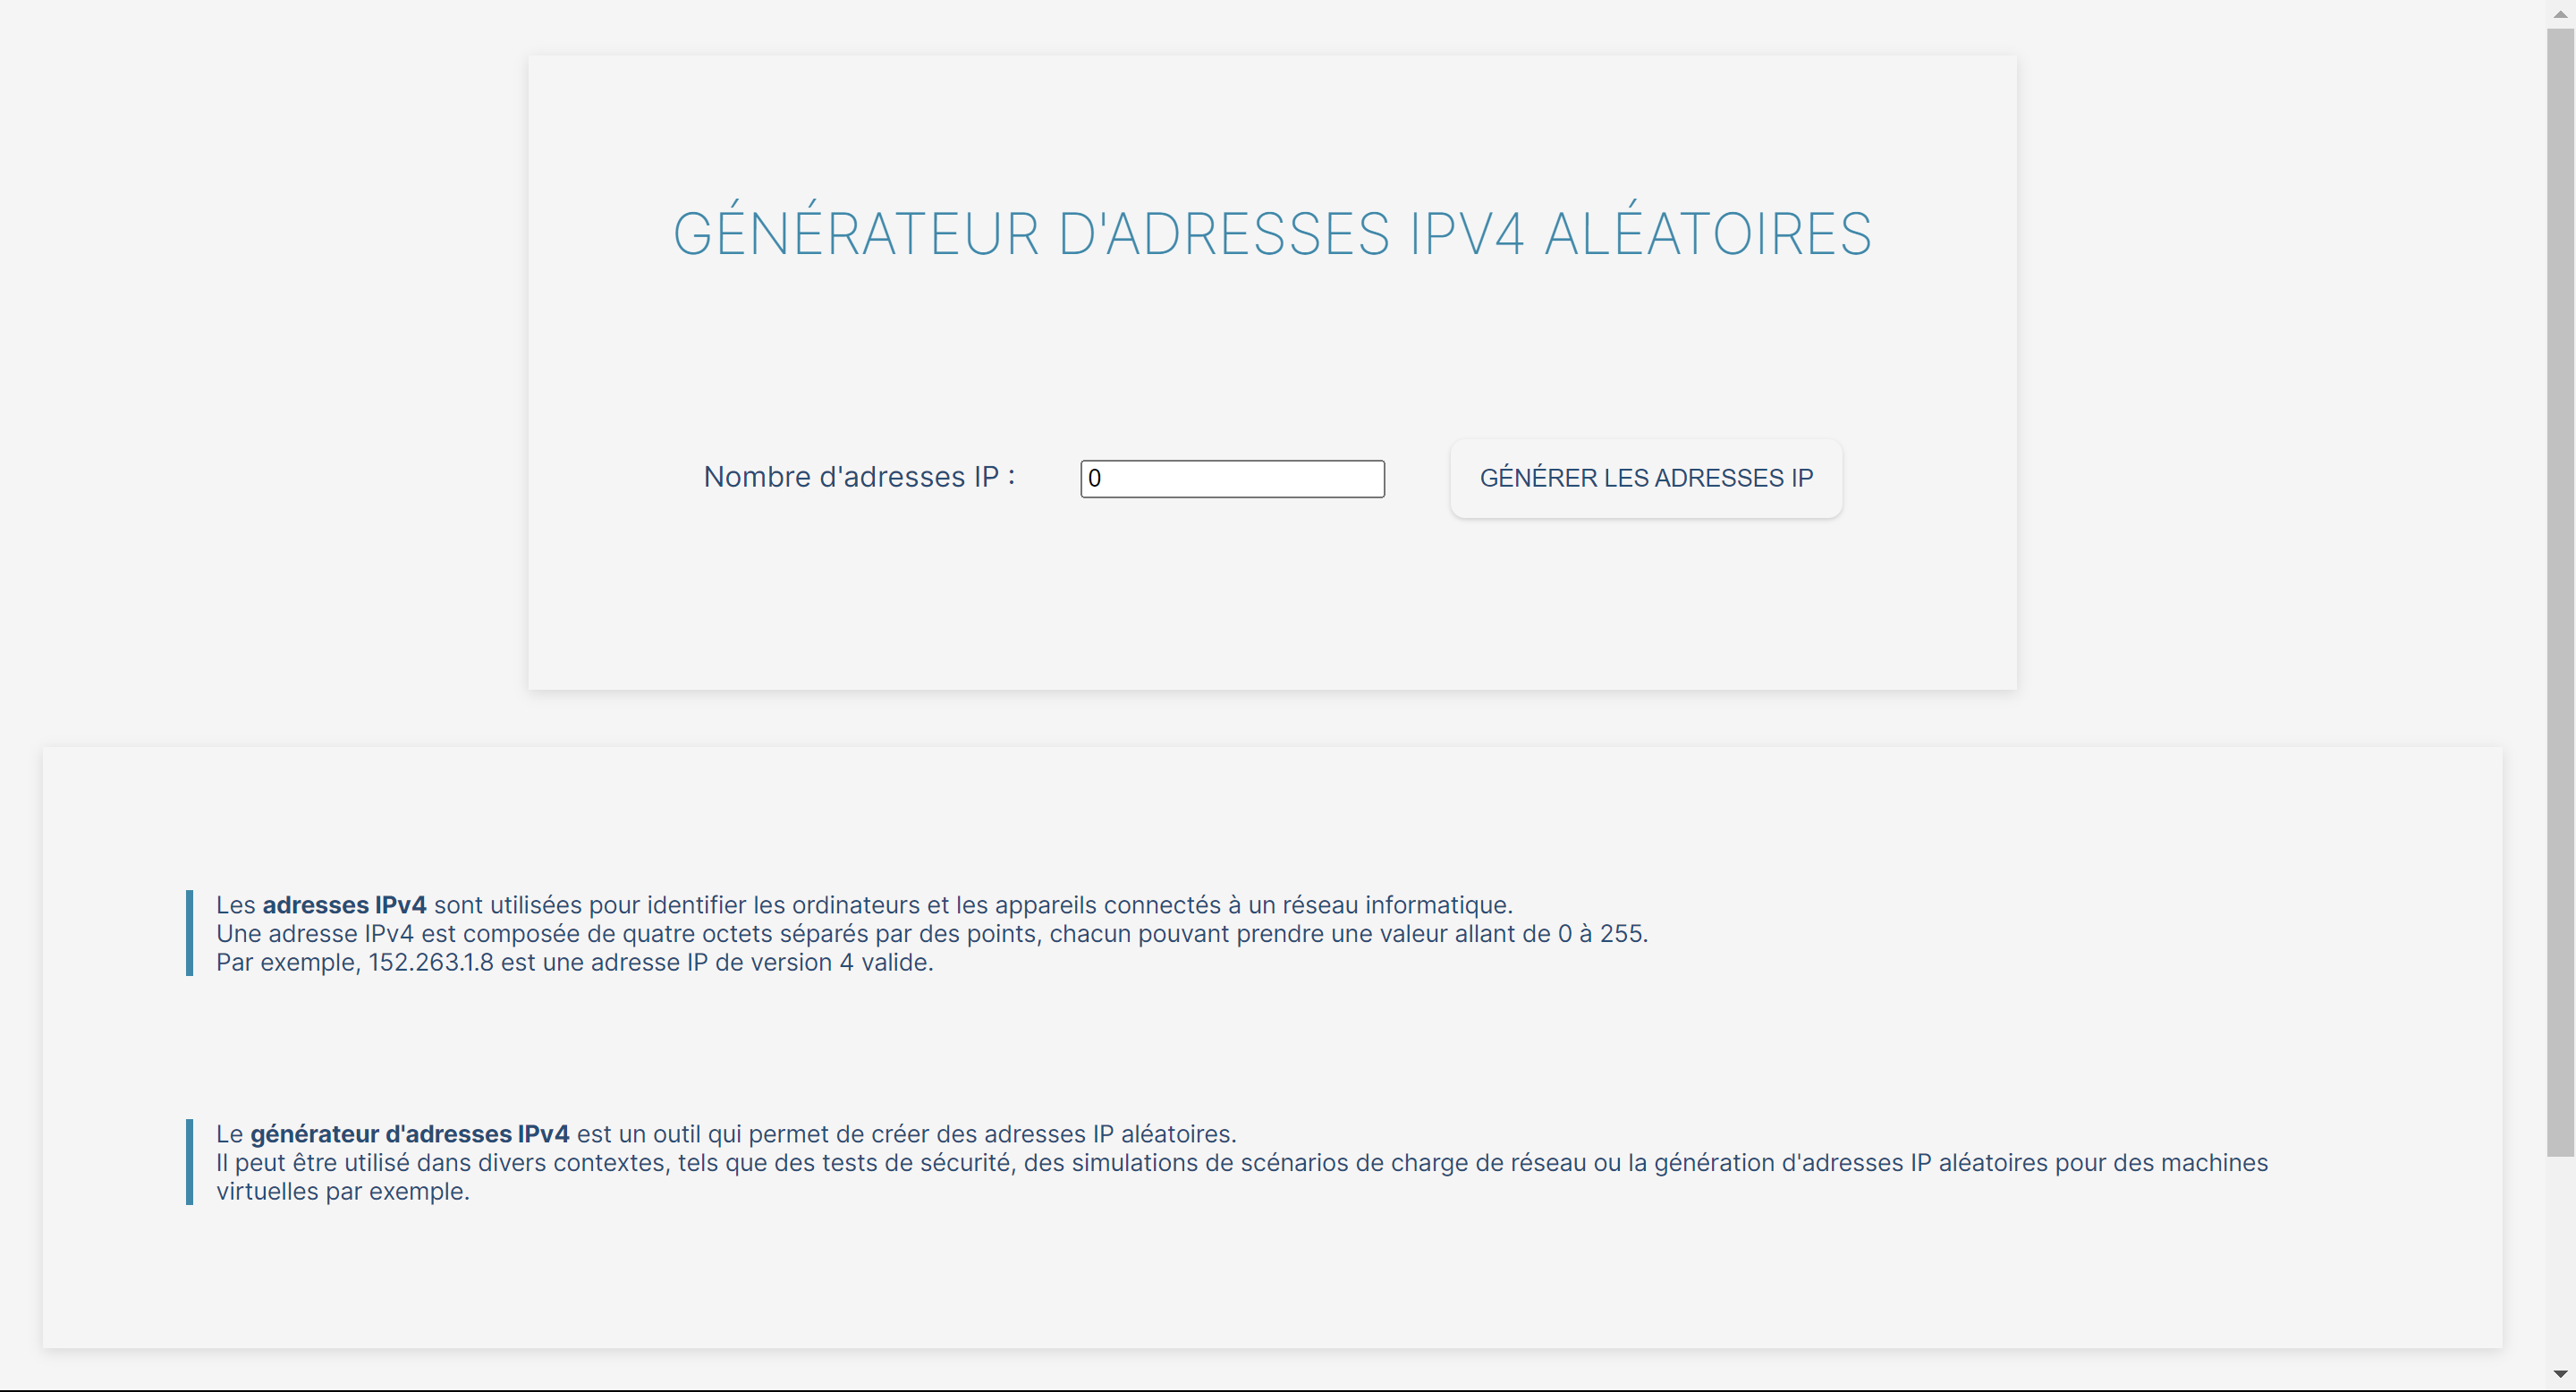 GÉNÉRATEUR D'ADRESSES IPV4 ALÉATOIRES
Nombre d'adresses IP :
0
GÉNÉRER LES ADRESSES IP
Les adresses IPv4 sont utilisées pour identifier les ordinateurs et les appareils connectés à un réseau informatique.
Une adresse IPv4 est composée de quatre octets séparés par des points, chacun pouvant prendre une valeur allant de 0 à 255.
Par exemple, 152.263.1.8 est une adresse IP de version 4 valide.
Le générateur d'adresses IPv4 est un outil qui permet de créer des adresses IP aléatoires.
Il peut être utilisé dans divers contextes, tels que des tests de sécurité, des simulations de scénarios de charge de réseau ou la génération d'adresses IP aléatoires pour des machines
virtuelles par exemple.